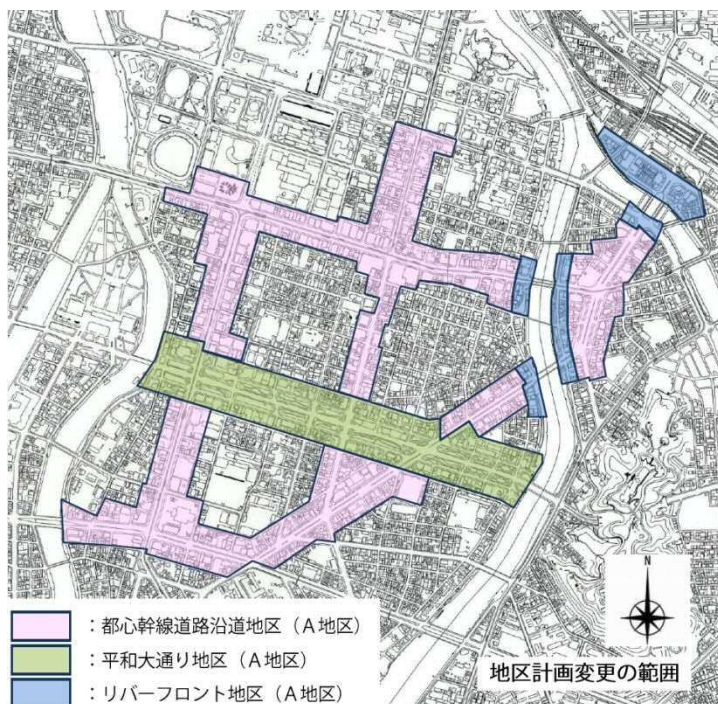 N
地区計画変更の範囲
：都心幹線道路沿道地区（Ａ地区）
：平和大通り地区（Ａ地区）
：リバーフロント地区（Ａ地区）